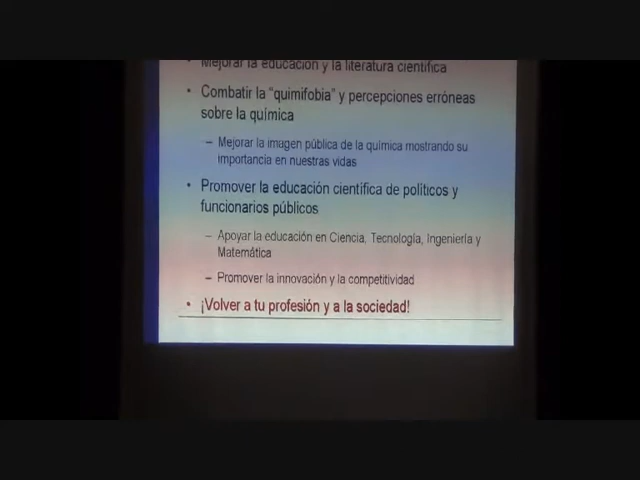 • Mejorar la educación y la literatura científica
• Combatir la “quimifobia” y percepciones erróneas
sobre la química
– Mejorar la imagen pública de la química mostrando su
importancia en nuestras vidas
• Promover la educación científica de políticos y
funcionarios públicos
– Apoyar la educación en Ciencia, Tecnología, Ingeniería y
Matemática
– Promover la innovación y la competitividad
• ¡Volver a tu profesión y a la sociedad!